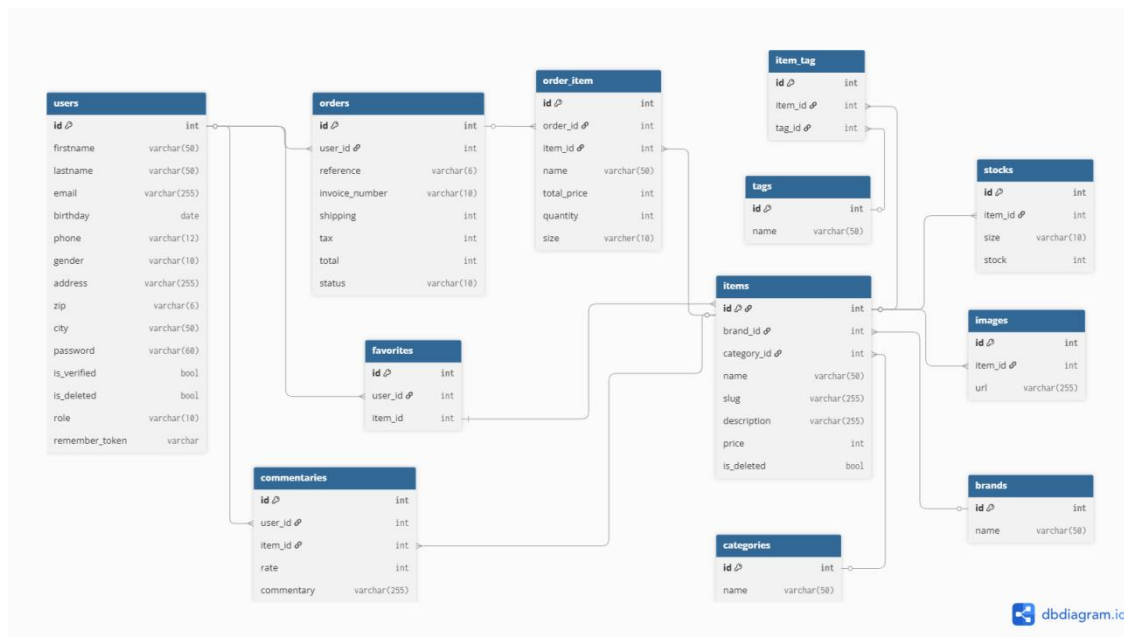 users
id int
firstname varchar(50)
lastname varchar(50)
email varchar(255)
birthday date
phone varchar(12)
gender varchar(10)
address varchar(255)
zip varchar(6)
city varchar(50)
password varchar(60)
is_verified bool
is_deleted bool
role varchar(10)
remember_token varchar
orders
id int
user_id int
reference varchar(6)
invoice_number varchar(10)
shipping int
tax int
total int
status varchar(10)
order_item
id int
order_id int
item_id int
name varchar(50)
total_price int
quantity int
size varcher(10)
item_tag
id int
item_id int
tag_id int
tags
id int
name varchar(50)
stocks
id int
item_id int
size varchar(10)
stock int
items
id int
brand_id int
category_id int
name varchar(50)
slug varchar(255)
description varchar(255)
price int
is_deleted bool
images
id int
item_id int
url varchar(255)
favorites
id int
user_id int
item_id int
commentaries
id int
user_id int
item_id int
rate int
commentary varchar(255)
categories
id int
name varchar(50)
brands
id int
name varchar(50)
dbdiagram.io